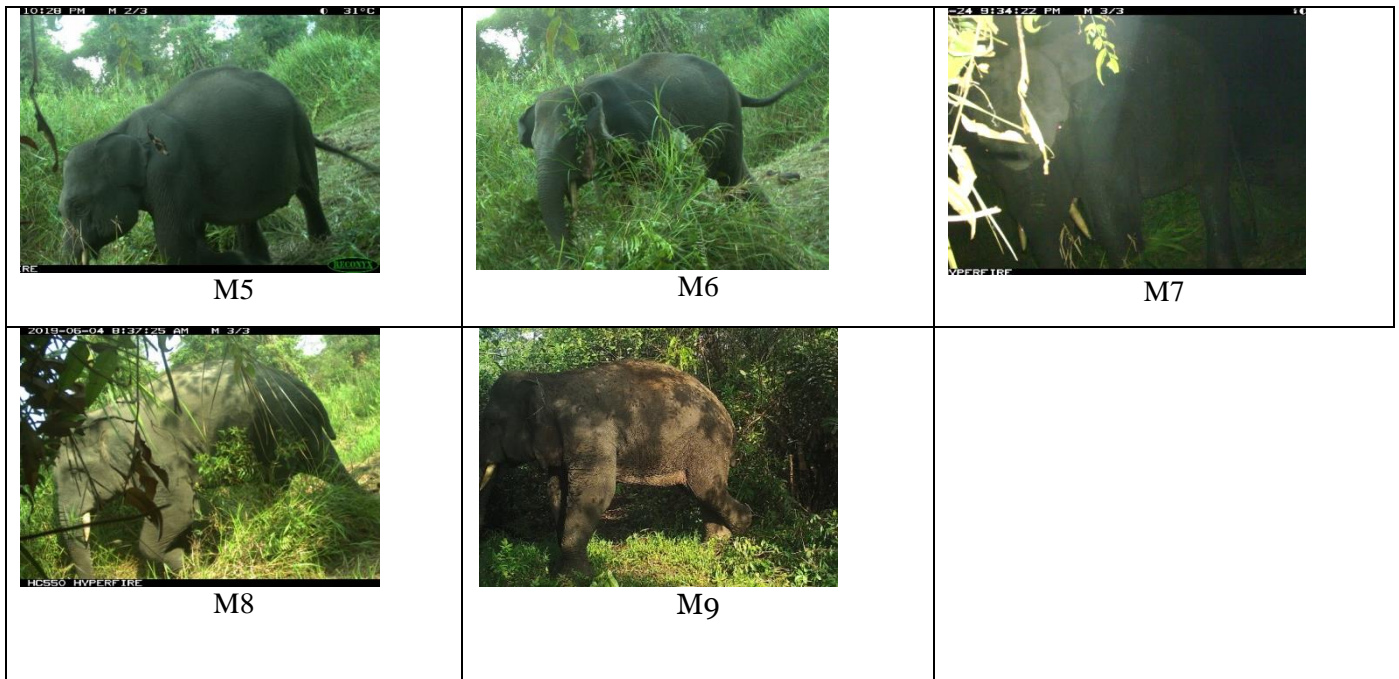 10:28 PM M 2/3 31°C
RE
RECONYX
M5
M6
-24 9:34:22 PM M 3/3
YPERFIRE
M7
2019-06-04 8:37:25 AM M 3/3
HC550 HYPERFIRE
M8
M9